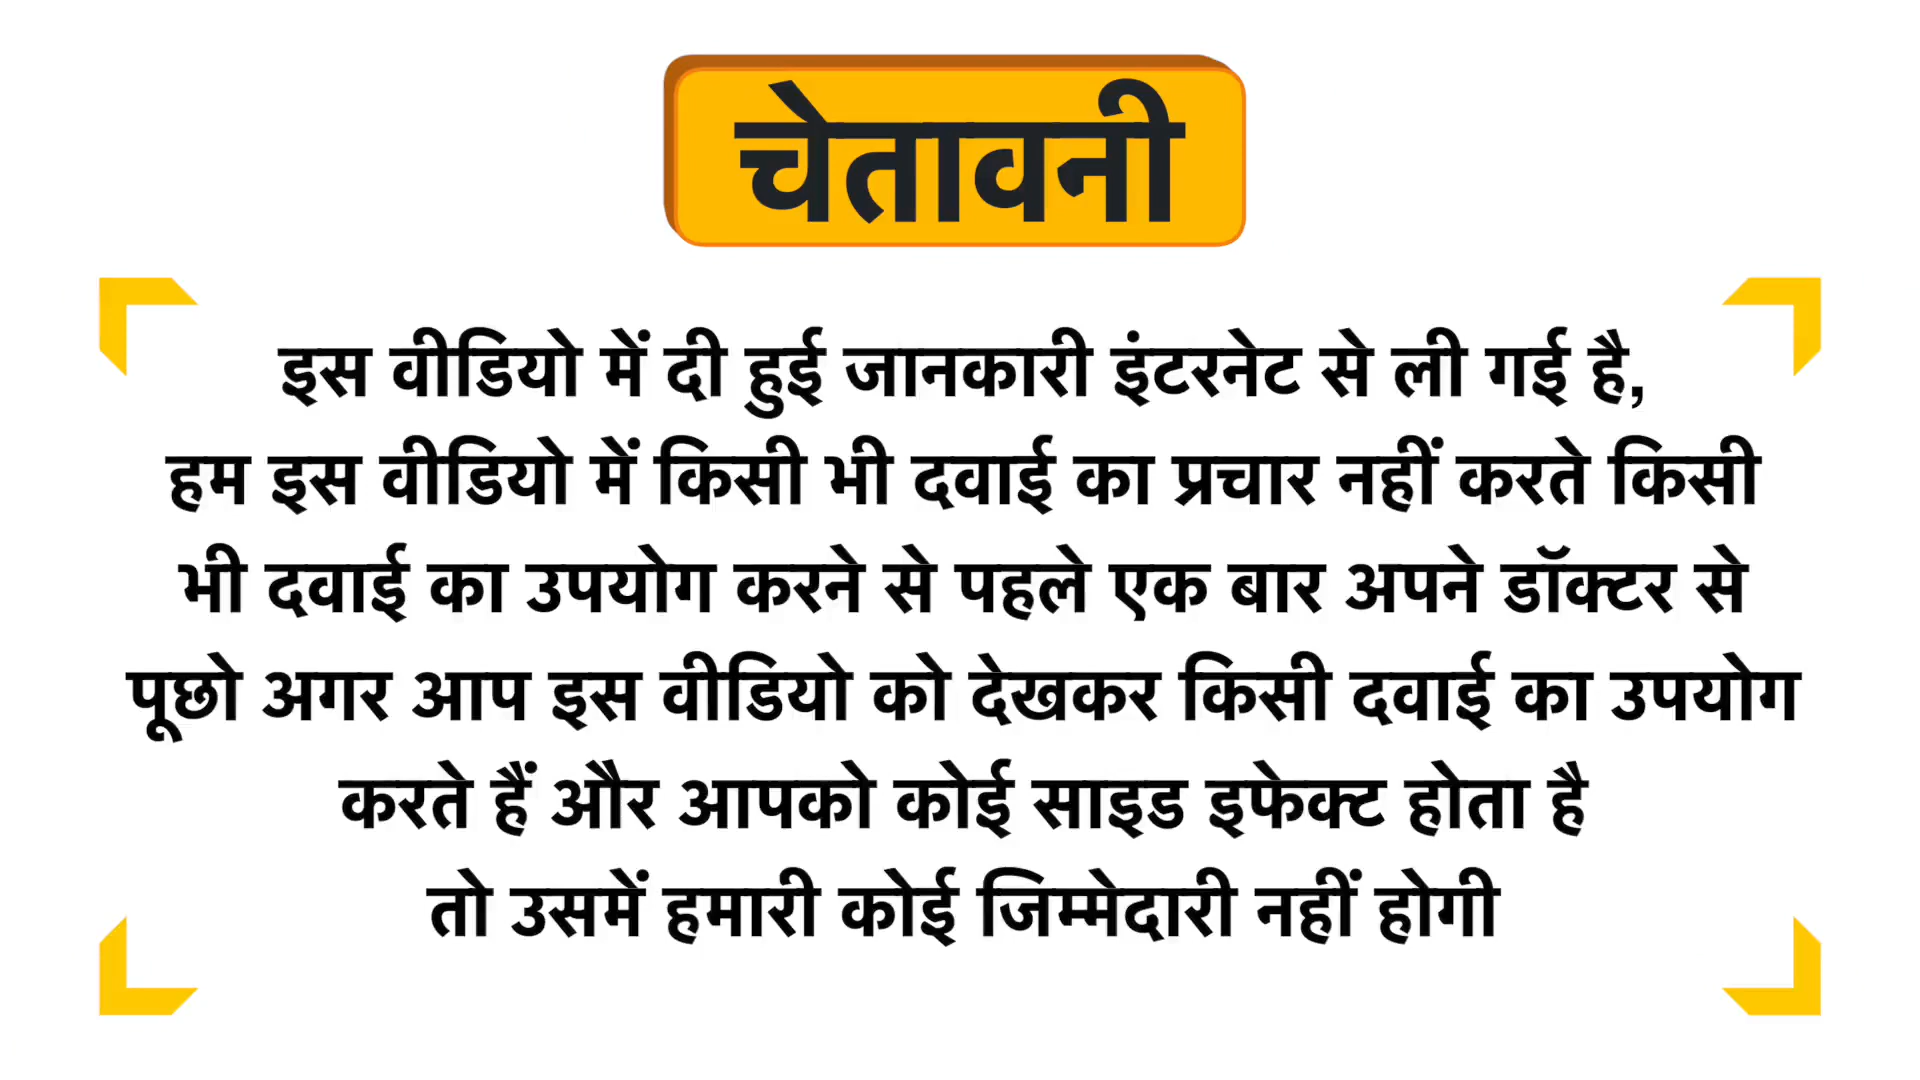 चेतावनी
इस वीडियो में दी हुई जानकारी इंटरनेट से ली गई है,
हम इस वीडियो में किसी भी दवाई का प्रचार नहीं करते किसी
भी दवाई का उपयोग करने से पहले एक बार अपने डॉक्टर से
पूछो अगर आप इस वीडियो को देखकर किसी दवाई का उपयोग
करते हैं और आपको कोई साइड इफेक्ट होता है
तो उसमें हमारी कोई जिम्मेदारी नहीं होगी